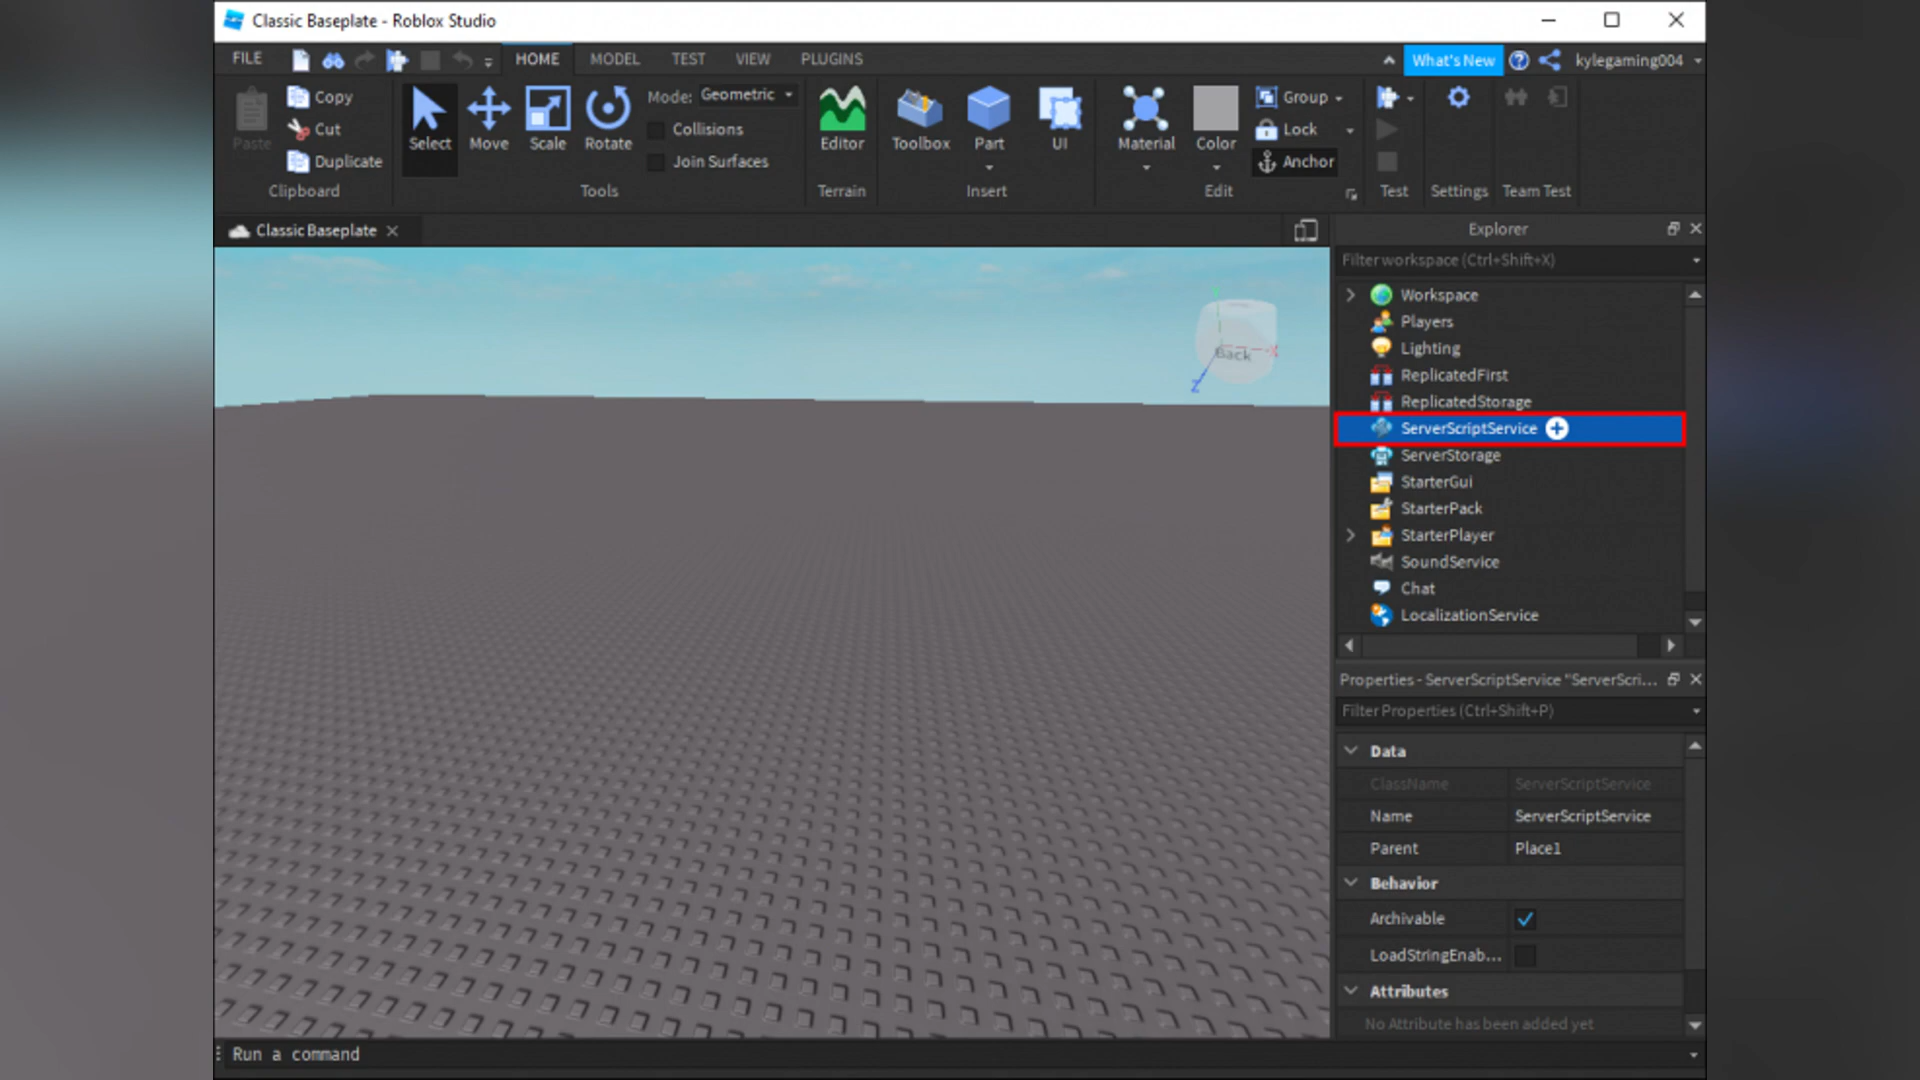 Classic Baseplate - Roblox Studio
FILE HOME MODEL TEST VIEW PLUGINS What's New kylegaming004
Paste Copy Cut Duplicate
Clipboard
Select Move Scale Rotate
Mode: Geometric
Collisions
Join Surfaces
Tools
Editor
Terrain
Toolbox Part UI
Insert
Material Color Group Lock Anchor
Edit
Test Settings Team Test
Classic Baseplate
Back
X
Y
Z
Explorer
Filter workspace (Ctrl+Shift+X)
Workspace
Players
Lighting
ReplicatedFirst
ReplicatedStorage
ServerScriptService
ServerStorage
StarterGui
StarterPack
StarterPlayer
SoundService
Chat
LocalizationService
Properties - ServerScriptService "ServerScri...
Filter Properties (Ctrl+Shift+P)
Data
ClassName ServerScriptService
Name ServerScriptService
Parent Place1
Behavior
Archivable
LoadStringEnab...
Attributes
No Attribute has been added yet
Run a command